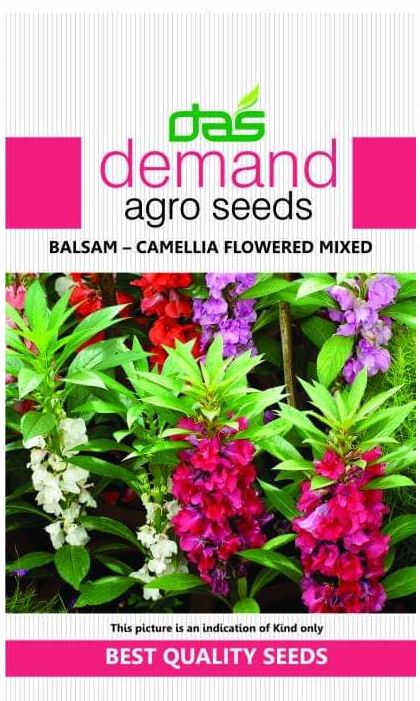 das
demand
agro seeds
BALSAM – CAMELLIA FLOWERED MIXED
This picture is an indication of Kind only
BEST QUALITY SEEDS